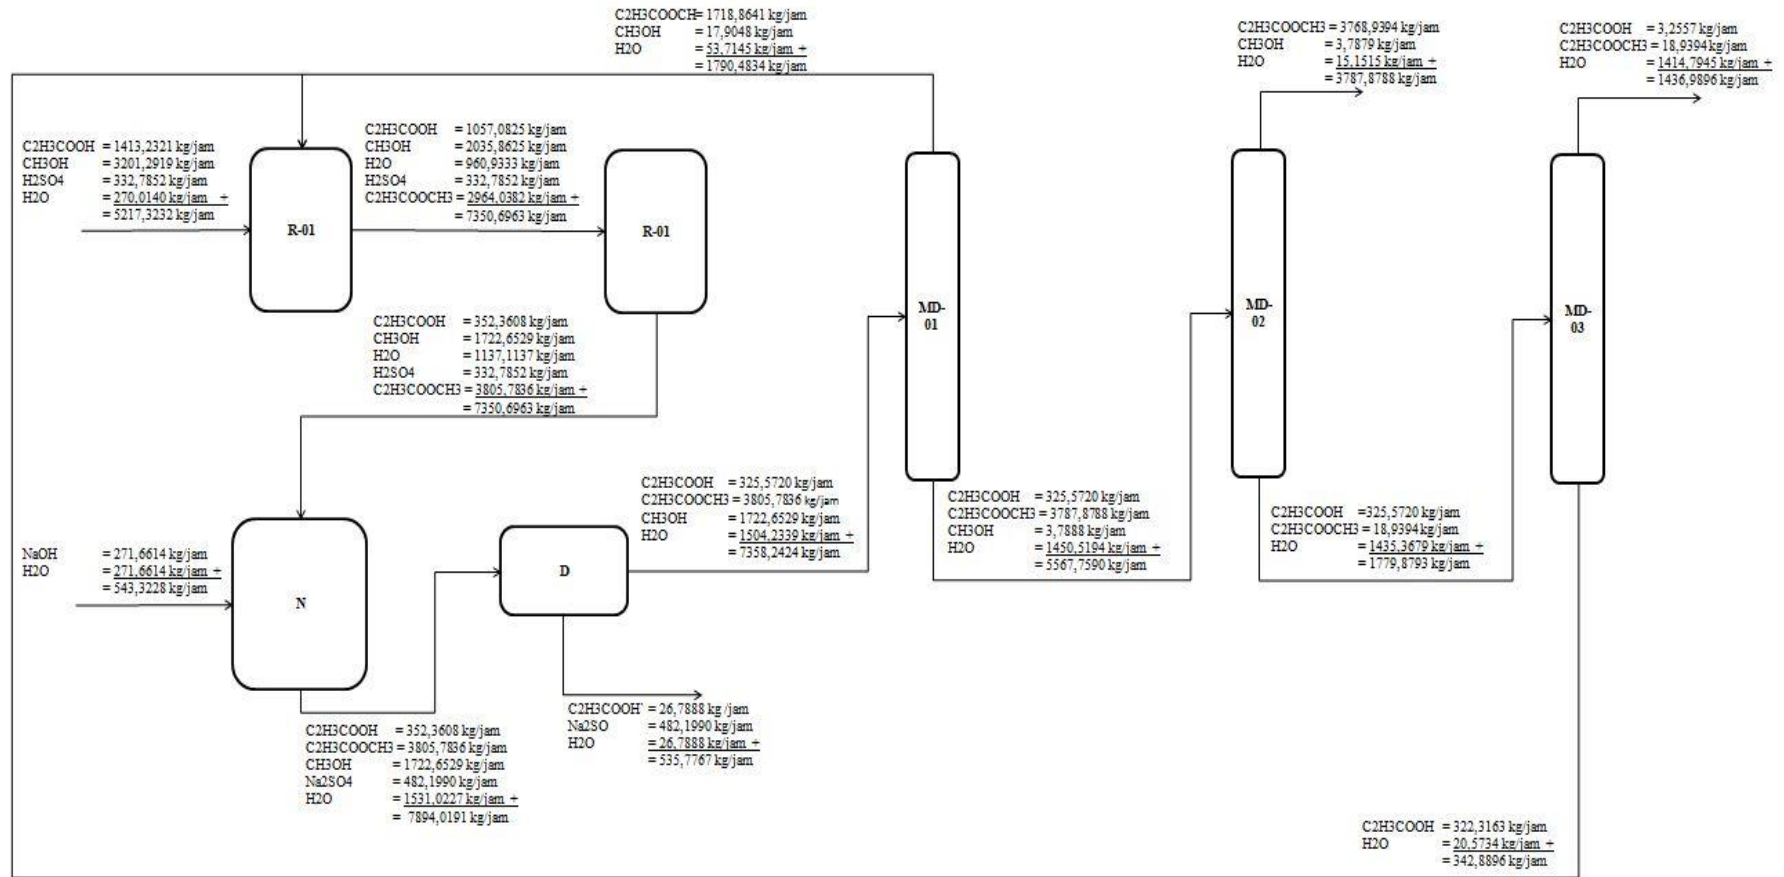 C2H3COOCH= 1718,8641 kg/jam
CH3OH = 17,9048 kg/jam
H2O = 53,7145 kg/jam +
= 1790,4834 kg/jam
C2H3COOCH3 = 3768,9394 kg/jam
CH3OH = 3,7879 kg/jam
H2O = 15,1515 kg/jam +
= 3787,8788 kg/jam
C2H3COOH = 3,2557 kg/jam
C2H3COOCH3 = 18,9394 kg/jam
H2O = 1414,7945 kg/jam +
= 1436,9896 kg/jam
C2H3COOH = 1413,2321 kg/jam
CH3OH = 3201,2919 kg/jam
H2SO4 = 332,7852 kg/jam
H2O = 270,0140 kg/jam +
= 5217,3232 kg/jam
C2H3COOH = 1057,0825 kg/jam
CH3OH = 2035,8625 kg/jam
H2O = 960,9333 kg/jam
H2SO4 = 332,7852 kg/jam
C2H3COOCH3 = 2964,0382 kg/jam +
= 7350,6963 kg/jam
R-01
R-01
MD-
01
MD-
02
MD-
03
C2H3COOH = 352,3608 kg/jam
CH3OH = 1722,6529 kg/jam
H2O = 1137,1137 kg/jam
H2SO4 = 332,7852 kg/jam
C2H3COOCH3 = 3805,7836 kg/jam +
= 7350,6963 kg/jam
C2H3COOH = 325,5720 kg/jam
C2H3COOCH3 = 3805,7836 kg/jam
CH3OH = 1722,6529 kg/jam
H2O = 1504,2339 kg/jam +
= 7358,2424 kg/jam
C2H3COOH = 325,5720 kg/jam
C2H3COOCH3 = 3787,8788 kg/jam
CH3OH = 3,7888 kg/jam
H2O = 1450,5194 kg/jam +
= 5567,7590 kg/jam
C2H3COOH =325,5720 kg/jam
C2H3COOCH3 = 18,9394 kg/jam
H2O = 1435,3679 kg/jam +
= 1779,8793 kg/jam
NaOH = 271,6614 kg/jam
H2O = 271,6614 kg/jam +
= 543,3228 kg/jam
N
D
C2H3COOH = 352,3608 kg/jam
C2H3COOCH3 = 3805,7836 kg/jam
CH3OH = 1722,6529 kg/jam
Na2SO4 = 482,1990 kg/jam
H2O = 1531,0227 kg/jam +
= 7894,0191 kg/jam
C2H3COOH` = 26,7888 kg /jam
Na2SO = 482,1990 kg/jam
H2O = 26,7888 kg/jam +
= 535,7767 kg/jam
C2H3COOH = 322,3163 kg/jam
H2O = 20,5734 kg/jam +
= 342,8896 kg/jam